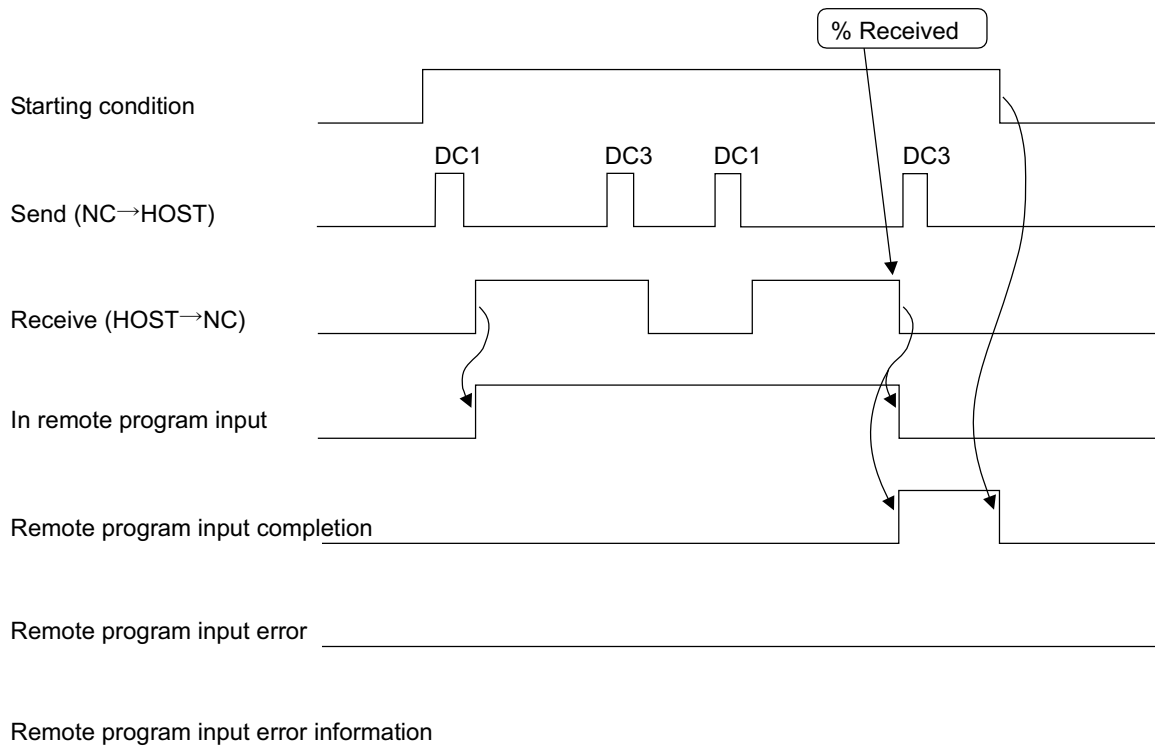 % Received
Starting condition
DC1 DC3 DC1 DC3
Send (NC→HOST)
Receive (HOST→NC)
In remote program input
Remote program input completion
Remote program input error
Remote program input error information